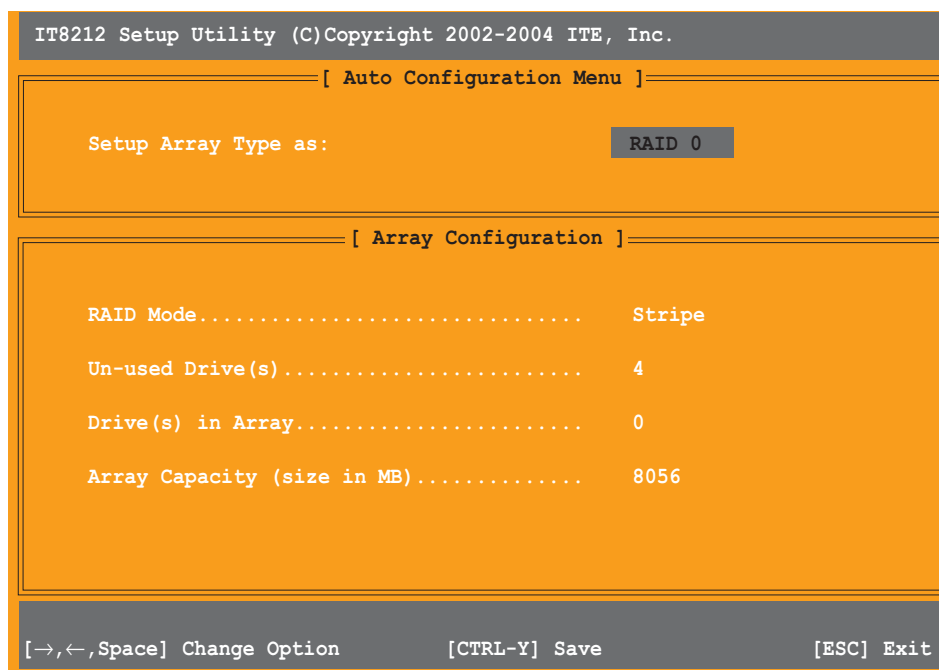 IT8212 Setup Utility (C)Copyright 2002-2004 ITE, Inc.
[ Auto Configuration Menu ]
Setup Array Type as: RAID 0
[ Array Configuration ]
RAID Mode................................ Stripe
Un-used Drive(s)......................... 4
Drive(s) in Array........................ 0
Array Capacity (size in MB).............. 8056
[→,←,Space] Change Option [CTRL-Y] Save [ESC] Exit